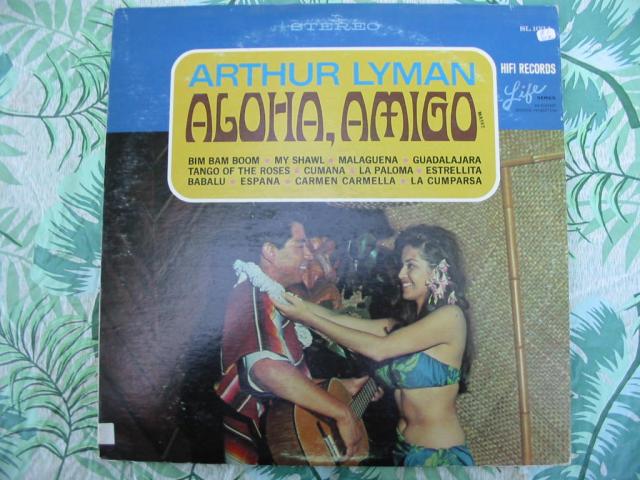 STEREO
ARTHUR LYMAN
ALOHA, AMIGO
BIM BAM BOOM • MY SHAWL • MALAGUENA • GUADALAJARA
TANGO OF THE ROSES • CUMANA • LA PALOMA • ESTRELLITA
BABALU • ESPANA • CARMEN CARMELLA • LA CUMPARSA
HIFI RECORDS
Life
SERIES